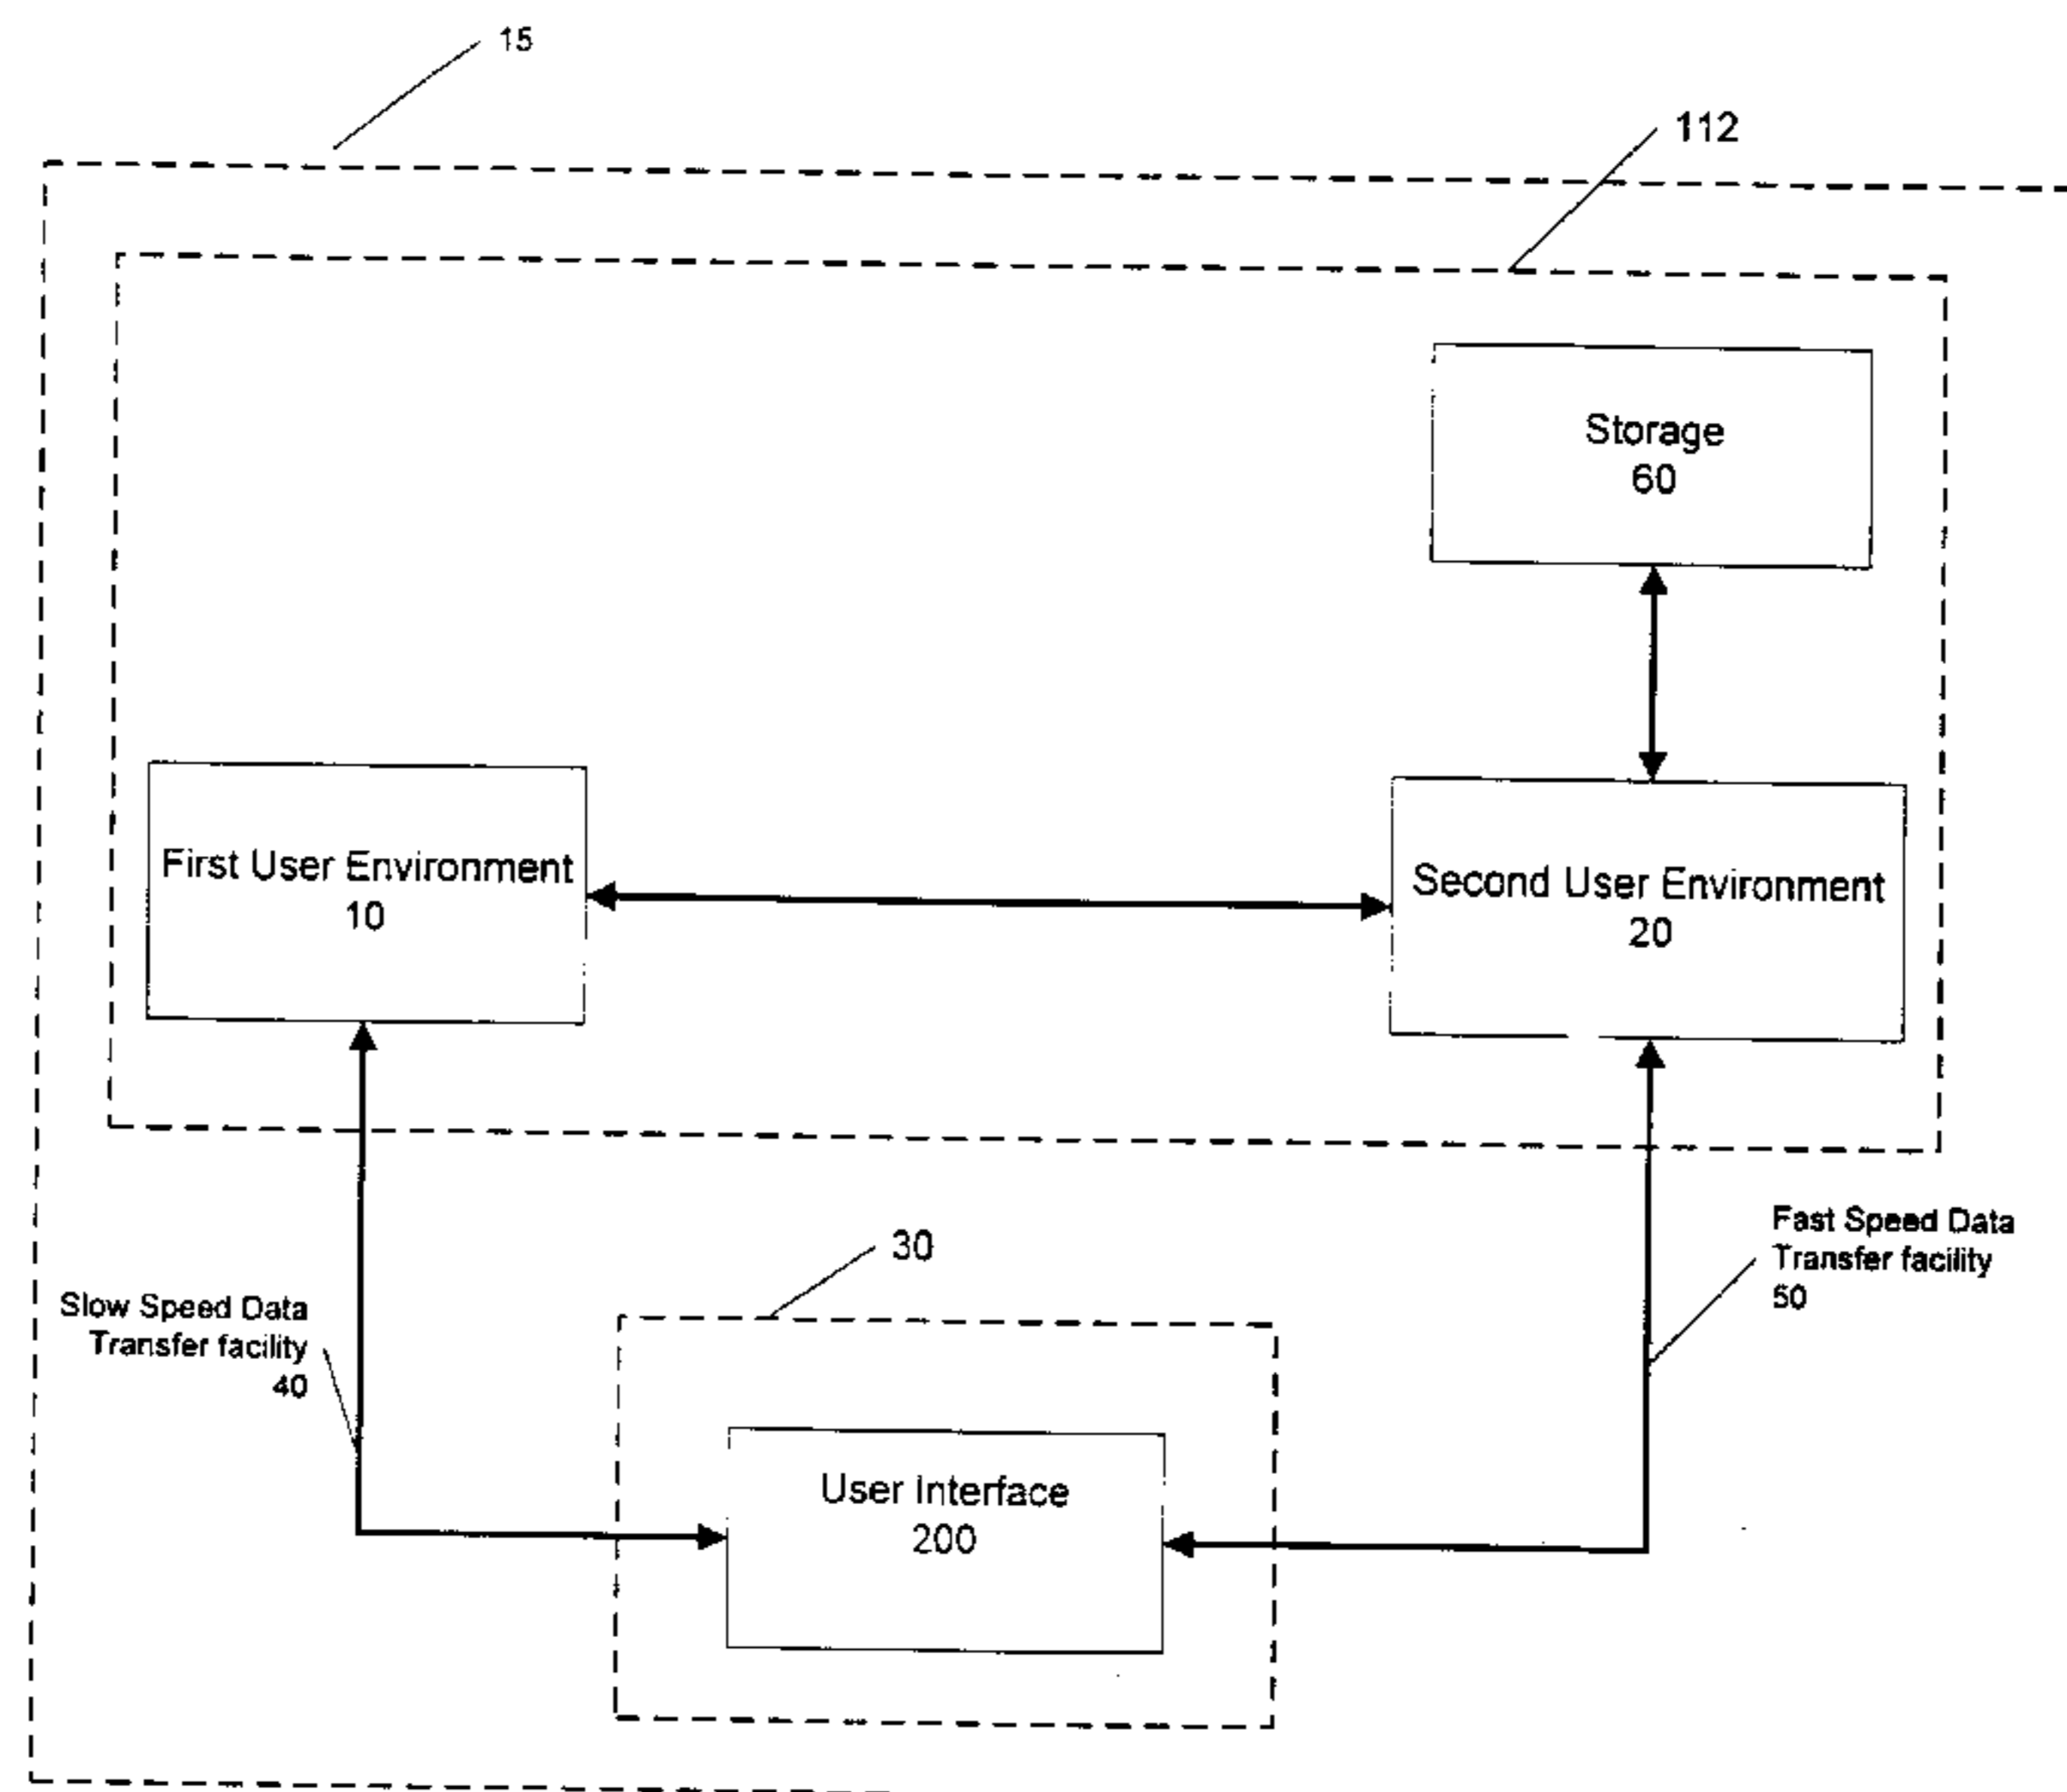 15
112
Storage
60
First User Environment
10
Second User Environment
20
Fast Speed Data
Transfer facility
50
30
Slow Speed Data
Transfer facility
40
User Interface
200